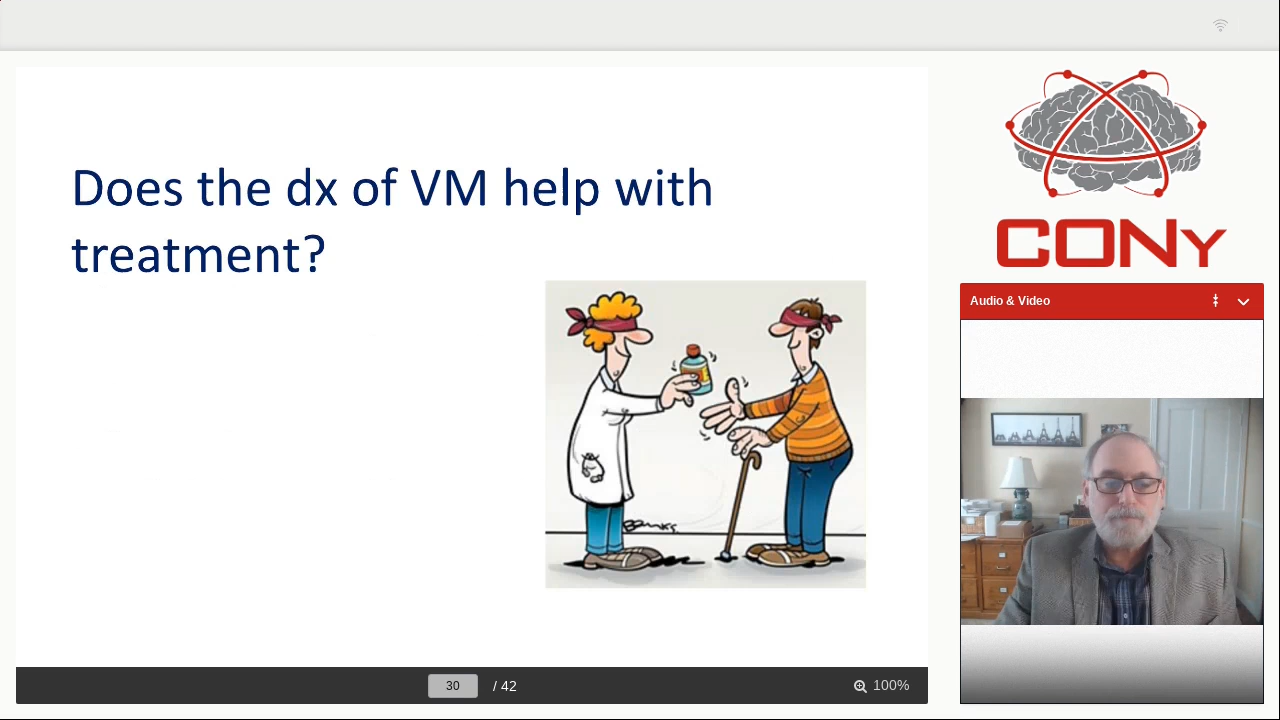 Does the dx of VM help with
treatment?
CONy
Audio & Video
30 / 42
100%